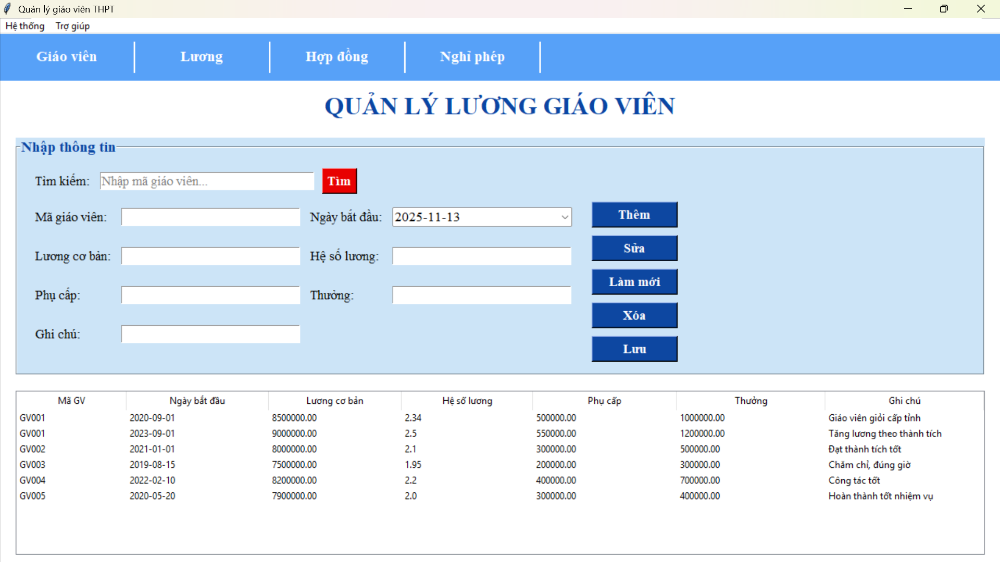 Quản lý giáo viên THPT
Hệ thống Trợ giúp
Giáo viên Lương Hợp đồng Nghỉ phép
QUẢN LÝ LƯƠNG GIÁO VIÊN
Nhập thông tin
Tìm kiếm: Nhập mã giáo viên... Tìm
Mã giáo viên: Ngày bắt đầu: 2025-11-13 Thêm
Sửa
Lương cơ bản: Hệ số lương:
Làm mới
Phụ cấp: Thưởng:
Xóa
Ghi chú:
Lưu
Mã GV Ngày bắt đầu Lương cơ bản Hệ số lương Phụ cấp Thưởng Ghi chú
GV001 2020-09-01 8500000.00 2.34 500000.00 1000000.00 Giáo viên giỏi cấp tỉnh
GV001 2023-09-01 9000000.00 2.5 550000.00 1200000.00 Tăng lương theo thành tích
GV002 2021-01-01 8000000.00 2.1 300000.00 500000.00 Đạt thành tích tốt
GV003 2019-08-15 7500000.00 1.95 200000.00 300000.00 Chăm chỉ, đúng giờ
GV004 2022-02-10 8200000.00 2.2 400000.00 700000.00 Công tác tốt
GV005 2020-05-20 7900000.00 2.0 300000.00 400000.00 Hoàn thành tốt nhiệm vụ